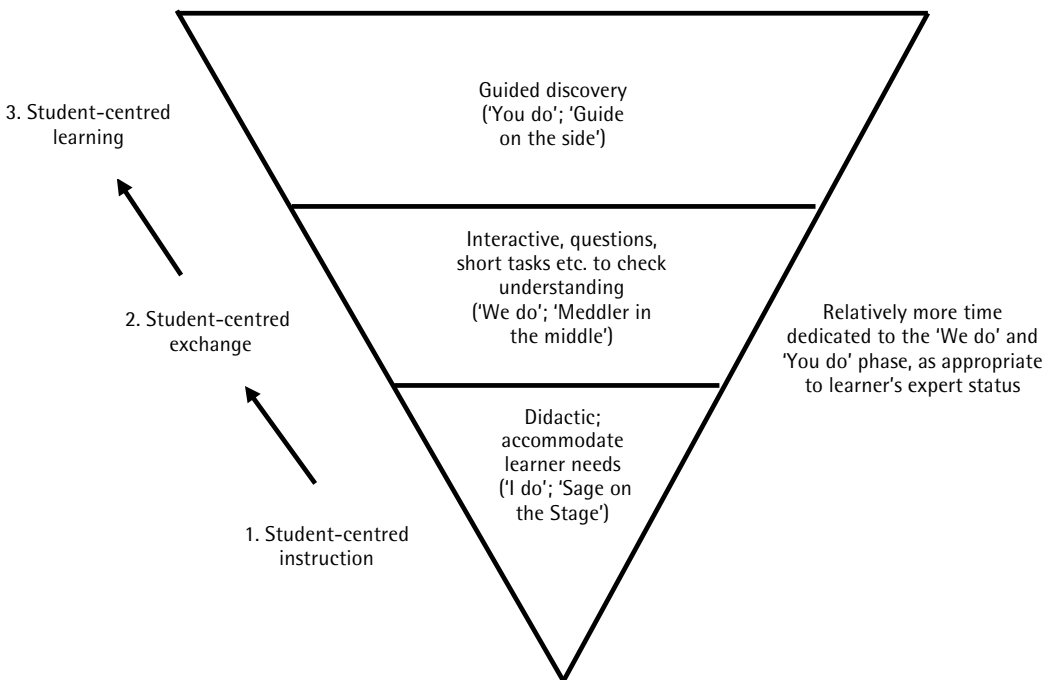 Guided discovery
('You do'; 'Guide
on the side')
3. Student-centred
learning
Interactive, questions,
short tasks etc. to check
understanding
('We do'; 'Meddler in
the middle')
2. Student-centred
exchange
Relatively more time
dedicated to the 'We do' and
'You do' phase, as appropriate
to learner's expert status
Didactic;
accommodate
learner needs
('I do'; 'Sage on
the Stage')
1. Student-centred
instruction